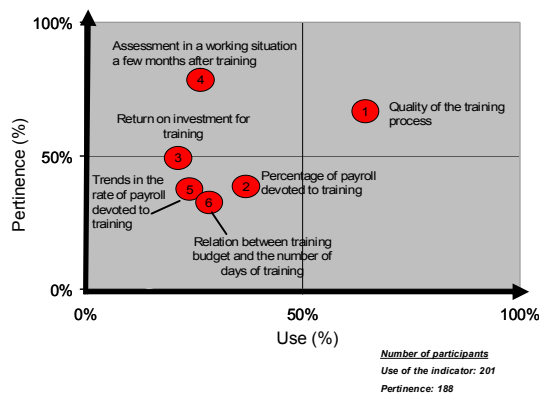 100%
Assessment in a working situation
a few months after training
4
1
Quality of the training
process
Return on investment for
training
3
50%
Trends in the
rate of payroll
devoted to
training
5
2
Percentage of payroll
devoted to training
6
Relation between training
budget and the number of
days of training
Pertinence (%)
0%
0%
50%
100%
Use (%)
Number of participants
Use of the indicator: 201
Pertinence: 188